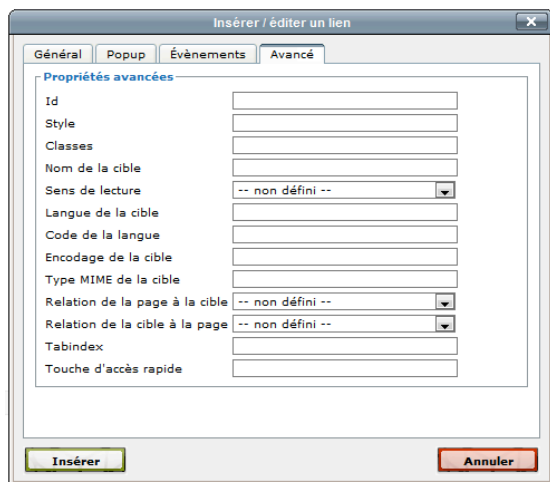 Insérer / éditer un lien
Général Popup Évènements Avancé
Propriétés avancées
Id
Style
Classes
Nom de la cible
Sens de lecture -- non défini --
Langue de la cible
Code de la langue
Encodage de la cible
Type MIME de la cible
Relation de la page à la cible -- non défini --
Relation de la cible à la page -- non défini --
Tabindex
Touche d'accès rapide
Insérer Annuler